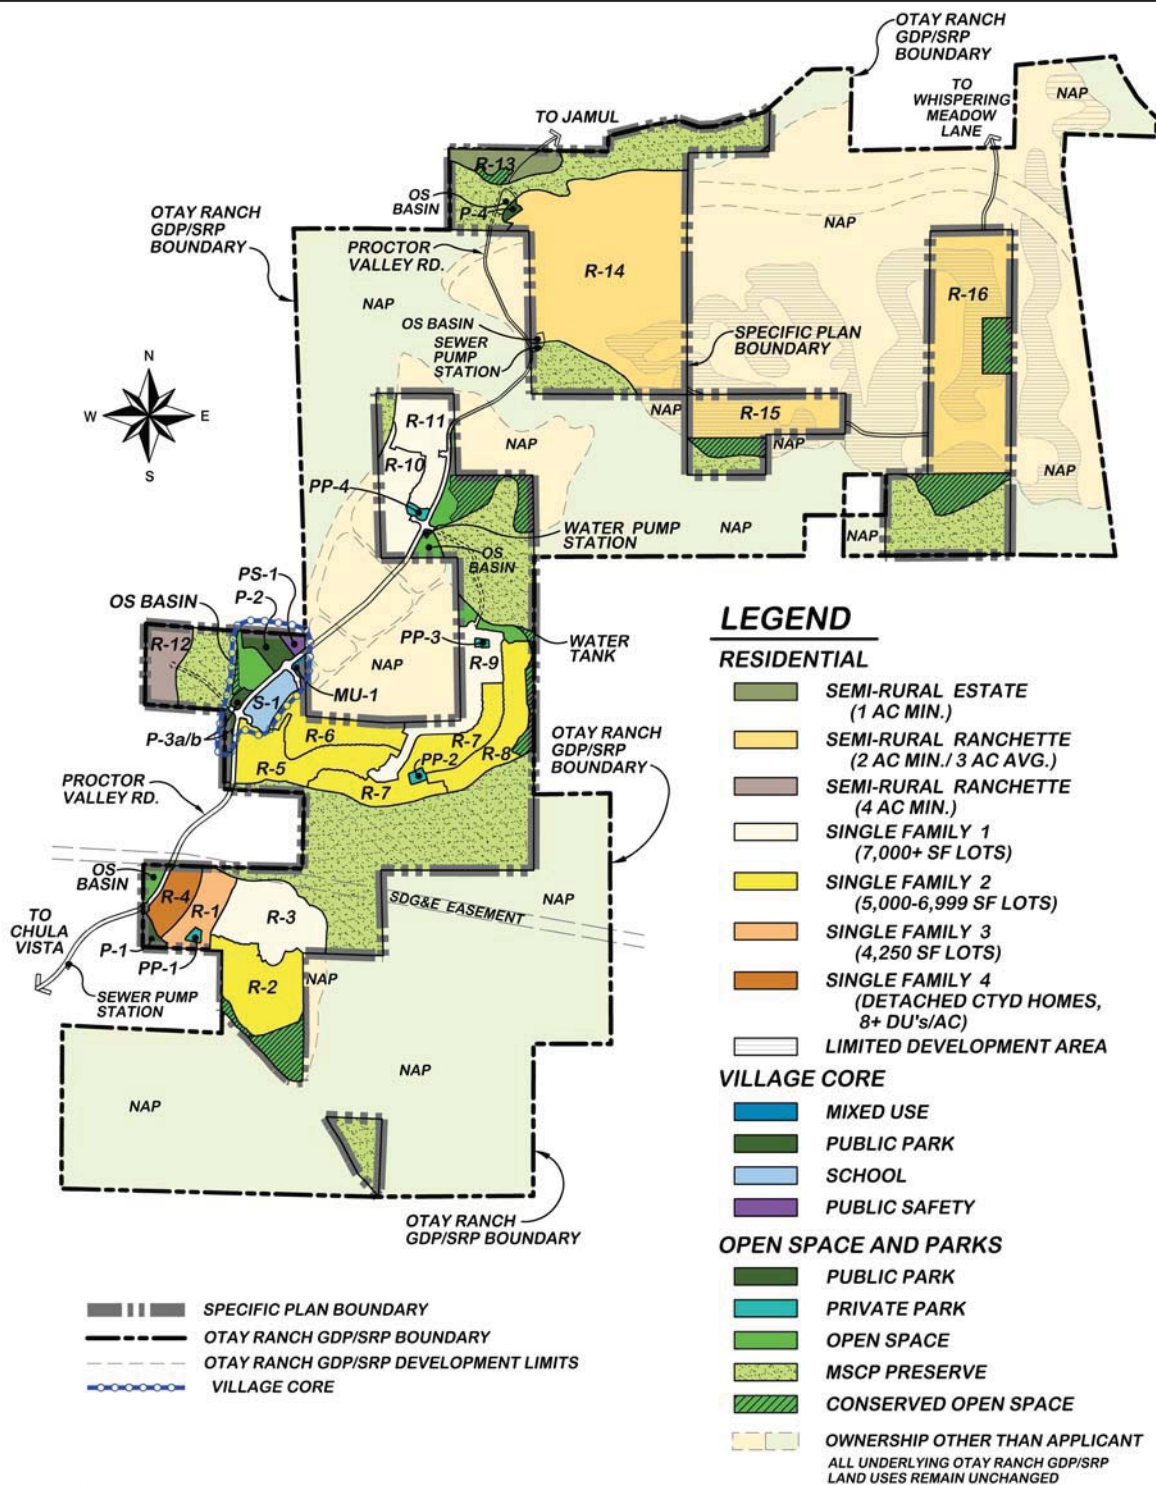 OTAY RANCH
GDP/SRP
BOUNDARY
TO
WHISPERING
MEADOW
LANE
NAP
TO JAMUL
R-13
OS
BASIN
P-4
OTAY RANCH
GDP/SRP
BOUNDARY
PROCTOR
VALLEY RD.
NAP
R-14
NAP
R-16
OS BASIN
SEWER
PUMP
STATION
SPECIFIC PLAN
BOUNDARY
N
W
E
S
NAP
R-15
NAP
R-11
NAP
R-10
NAP
PP-4
WATER PUMP
STATION
NAP
NAP
OS
BASIN
PS-1
P-2
OS BASIN
R-12
PP-3
WATER
TANK
R-9
NAP
MU-1
S-1
P-3a/b
R-6
R-7
R-8
PP-2
R-5
R-7
OTAY RANCH
GDP/SRP
BOUNDARY
PROCTOR
VALLEY RD.
OS
BASIN
R-4
R-1
R-3
SDG&E EASEMENT
NAP
TO
CHULA
VISTA
P-1
PP-1
R-2
NAP
SEWER PUMP
STATION
NAP
NAP
OTAY RANCH
GDP/SRP BOUNDARY
SPECIFIC PLAN BOUNDARY
OTAY RANCH GDP/SRP BOUNDARY
OTAY RANCH GDP/SRP DEVELOPMENT LIMITS
VILLAGE CORE
LEGEND
RESIDENTIAL
SEMI-RURAL ESTATE
(1 AC MIN.)
SEMI-RURAL RANCHETTE
(2 AC MIN./ 3 AC AVG.)
SEMI-RURAL RANCHETTE
(4 AC MIN.)
SINGLE FAMILY 1
(7,000+ SF LOTS)
SINGLE FAMILY 2
(5,000-6,999 SF LOTS)
SINGLE FAMILY 3
(4,250 SF LOTS)
SINGLE FAMILY 4
(DETACHED CTYD HOMES,
8+ DU's/AC)
LIMITED DEVELOPMENT AREA
VILLAGE CORE
MIXED USE
PUBLIC PARK
SCHOOL
PUBLIC SAFETY
OPEN SPACE AND PARKS
PUBLIC PARK
PRIVATE PARK
OPEN SPACE
MSCP PRESERVE
CONSERVED OPEN SPACE
OWNERSHIP OTHER THAN APPLICANT
ALL UNDERLYING OTAY RANCH GDP/SRP
LAND USES REMAIN UNCHANGED